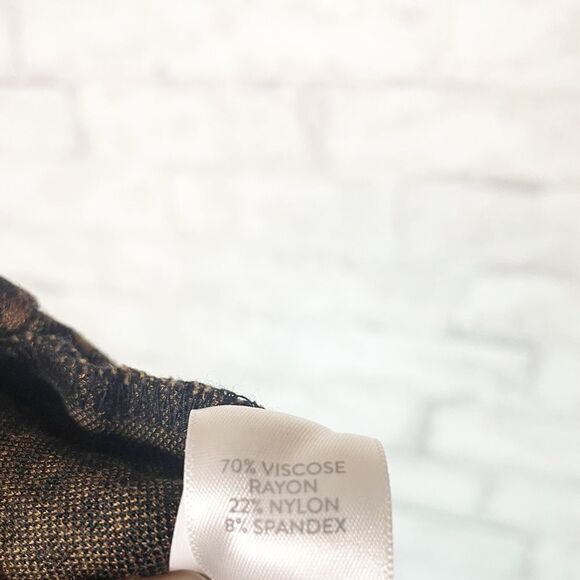 70% VISCOSE
RAYON
22% NYLON
8% SPANDEX